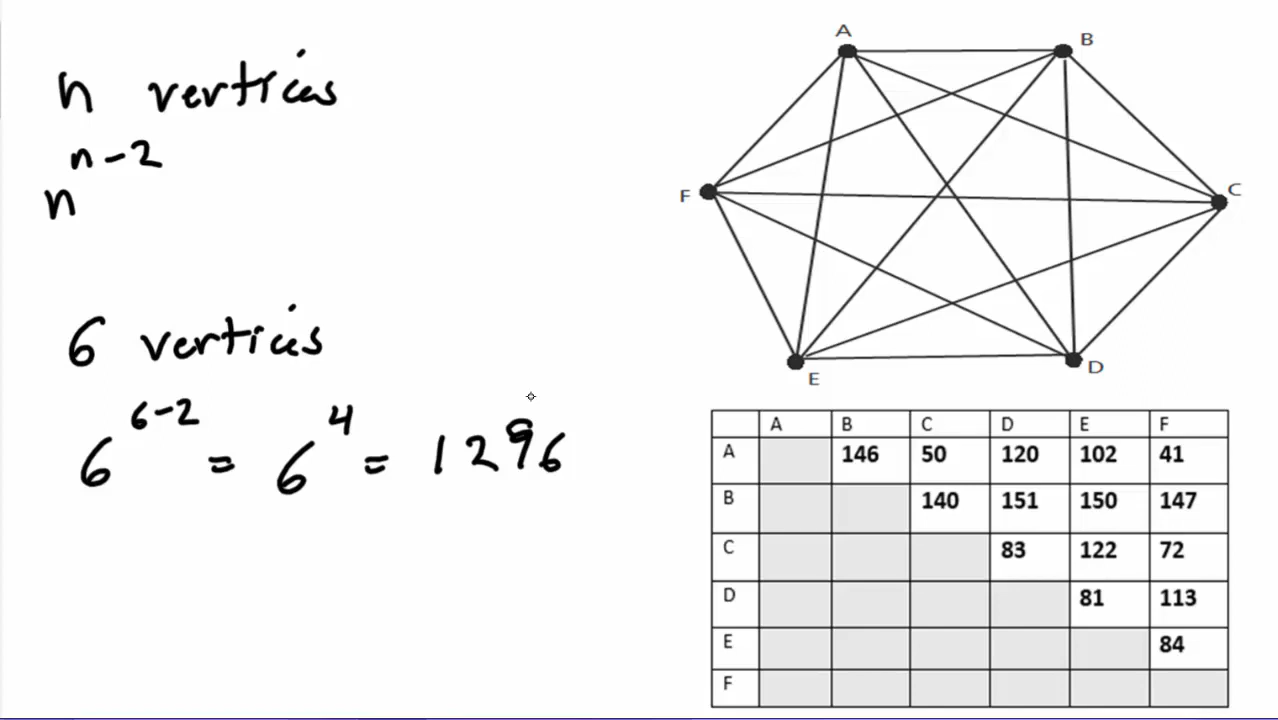 n vertices
n-2
n
6 vertices
6-2 4
6 = 6 = 1296
A
B
F
C
E
D
A B C D E F
A 146 50 120 102 41
B 140 151 150 147
C 83 122 72
D 81 113
E 84
F